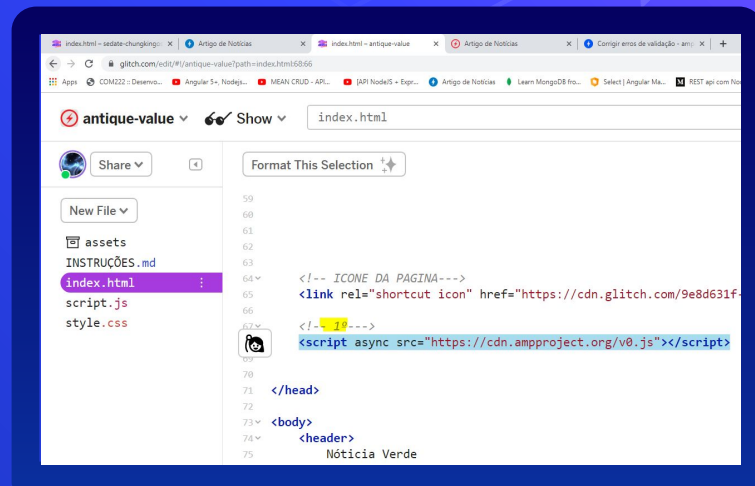 index.html – sedate-chungking
Artigo de Notícias
index.html – antique-value
Artigo de Notícias
Corrigir erros de validação - am
glitch.com/edit/#!/antique-value?path=index.html:68:66
Apps
COM222 :: Desenvo...
Angular 5+, Nodejs...
MEAN CRUD - API...
(API NodeJS + Expr...
Artigo de Notícias
Learn MongoDB fro...
Select | Angular Ma...
REST api com No
antique-value
Show
index.html
Share
Format This Selection
New File
assets
INSTRUÇÕES.md
index.html
script.js
style.css
59
60
61
62
63
64 <!-- ICONE DA PAGINA--->
65 <link rel="shortcut icon" href="https://cdn.glitch.com/9e8d631f-
66
67 <!-- 1º--->
<script async src="https://cdn.ampproject.org/v0.js"></script>
69
70
71 </head>
72
73 <body>
74 <header>
75 Nóticia Verde